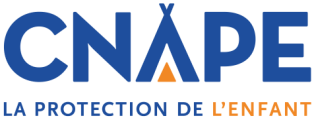 CNAPE
LA PROTECTION DE L'ENFANT